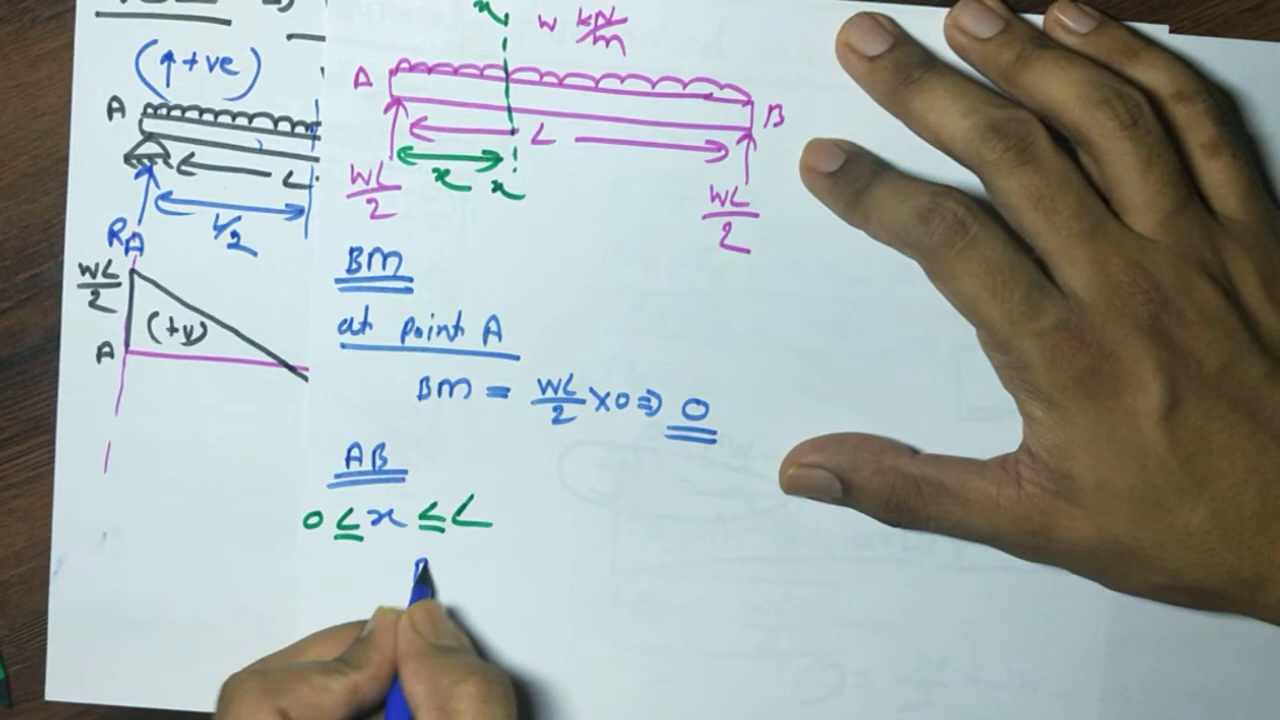 (↑+ve)
A
L
L/2
RA
WL/2
(+v)
A
x
w kN/m
A
B
L
x
x
WL/2
WL/2
BM
at point A
BM = WL/2 × 0 ⇒ 0
AB
0 ≤ x ≤ L